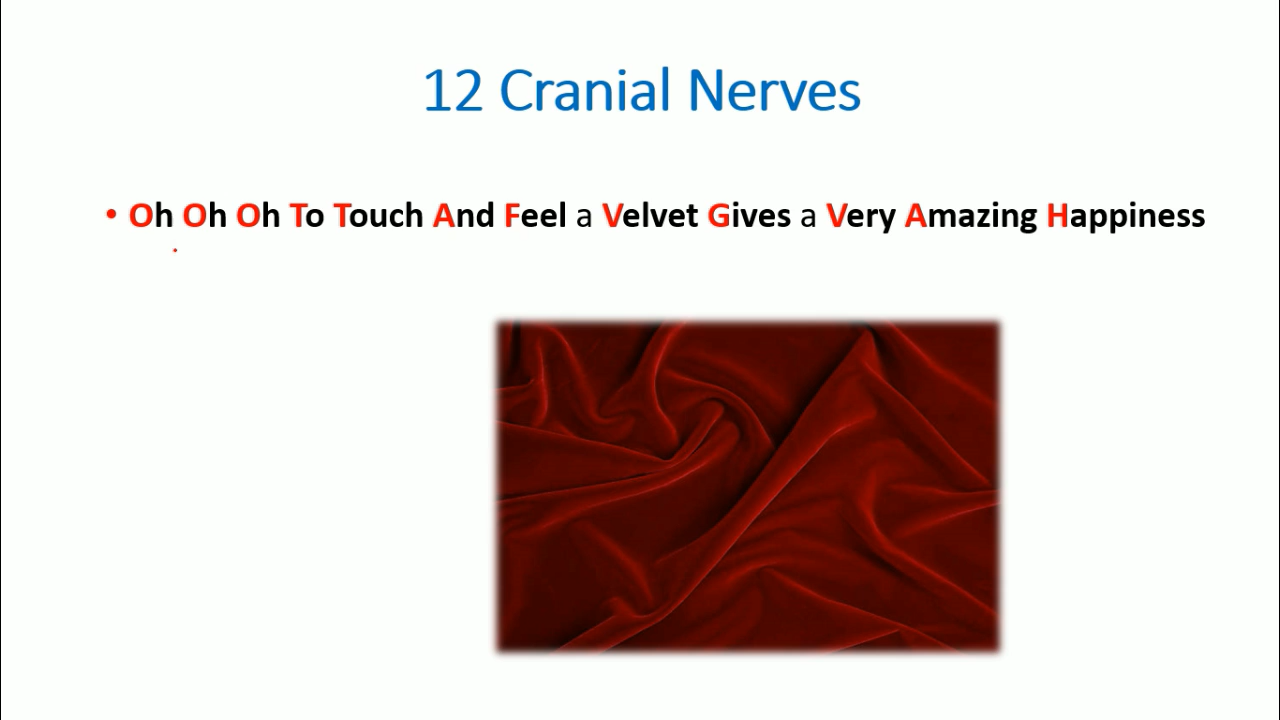 12 Cranial Nerves
• Oh Oh Oh To Touch And Feel a Velvet Gives a Very Amazing Happiness